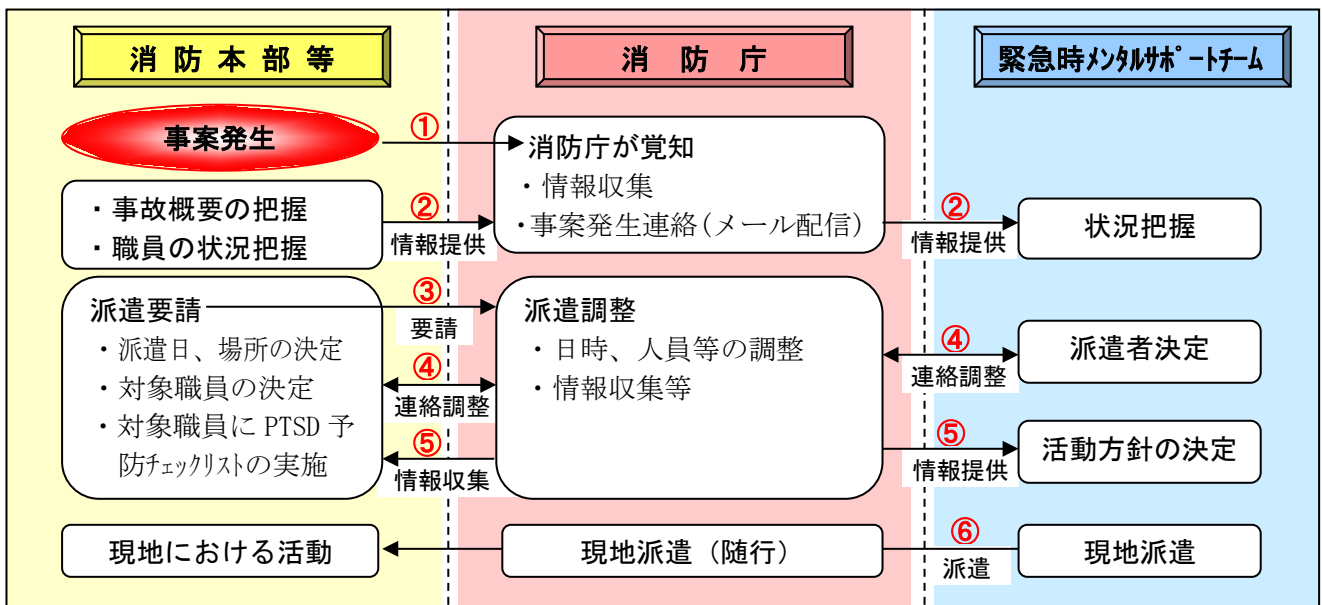 消防本部等
消防庁
緊急時メンタルサポートチーム
事案発生
①
消防庁が覚知
・情報収集
・事案発生連絡(メール配信)
・事故概要の把握
・職員の状況把握
②
情報提供
②
情報提供
状況把握
派遣要請
・派遣日、場所の決定
・対象職員の決定
・対象職員に PTSD 予
防チェックリストの実施
③
要請
④
連絡調整
⑤
情報収集
派遣調整
・日時、人員等の調整
・情報収集等
④
連絡調整
派遣者決定
⑤
情報提供
活動方針の決定
現地における活動
現地派遣(随行)
⑥
派遣
現地派遣